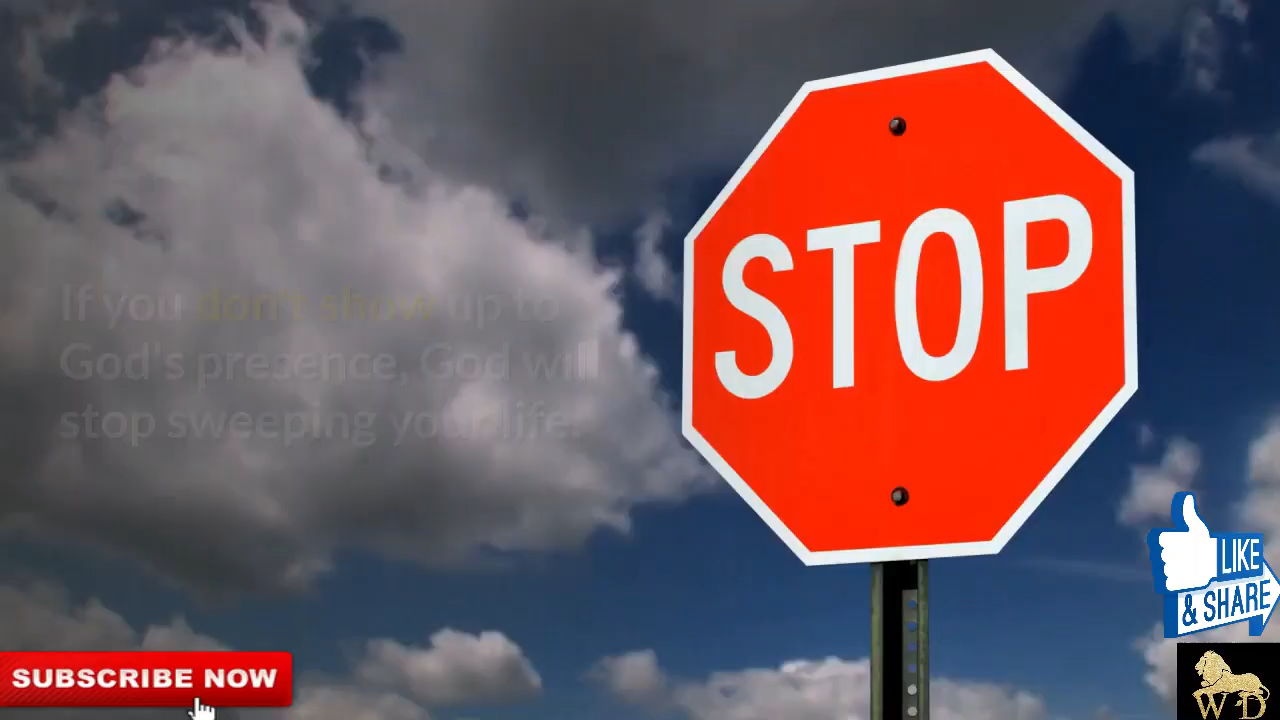 If you don't show up to
God's presence, God will
stop sweeping your life.
STOP
LIKE
& SHARE
SUBSCRIBE NOW
WD